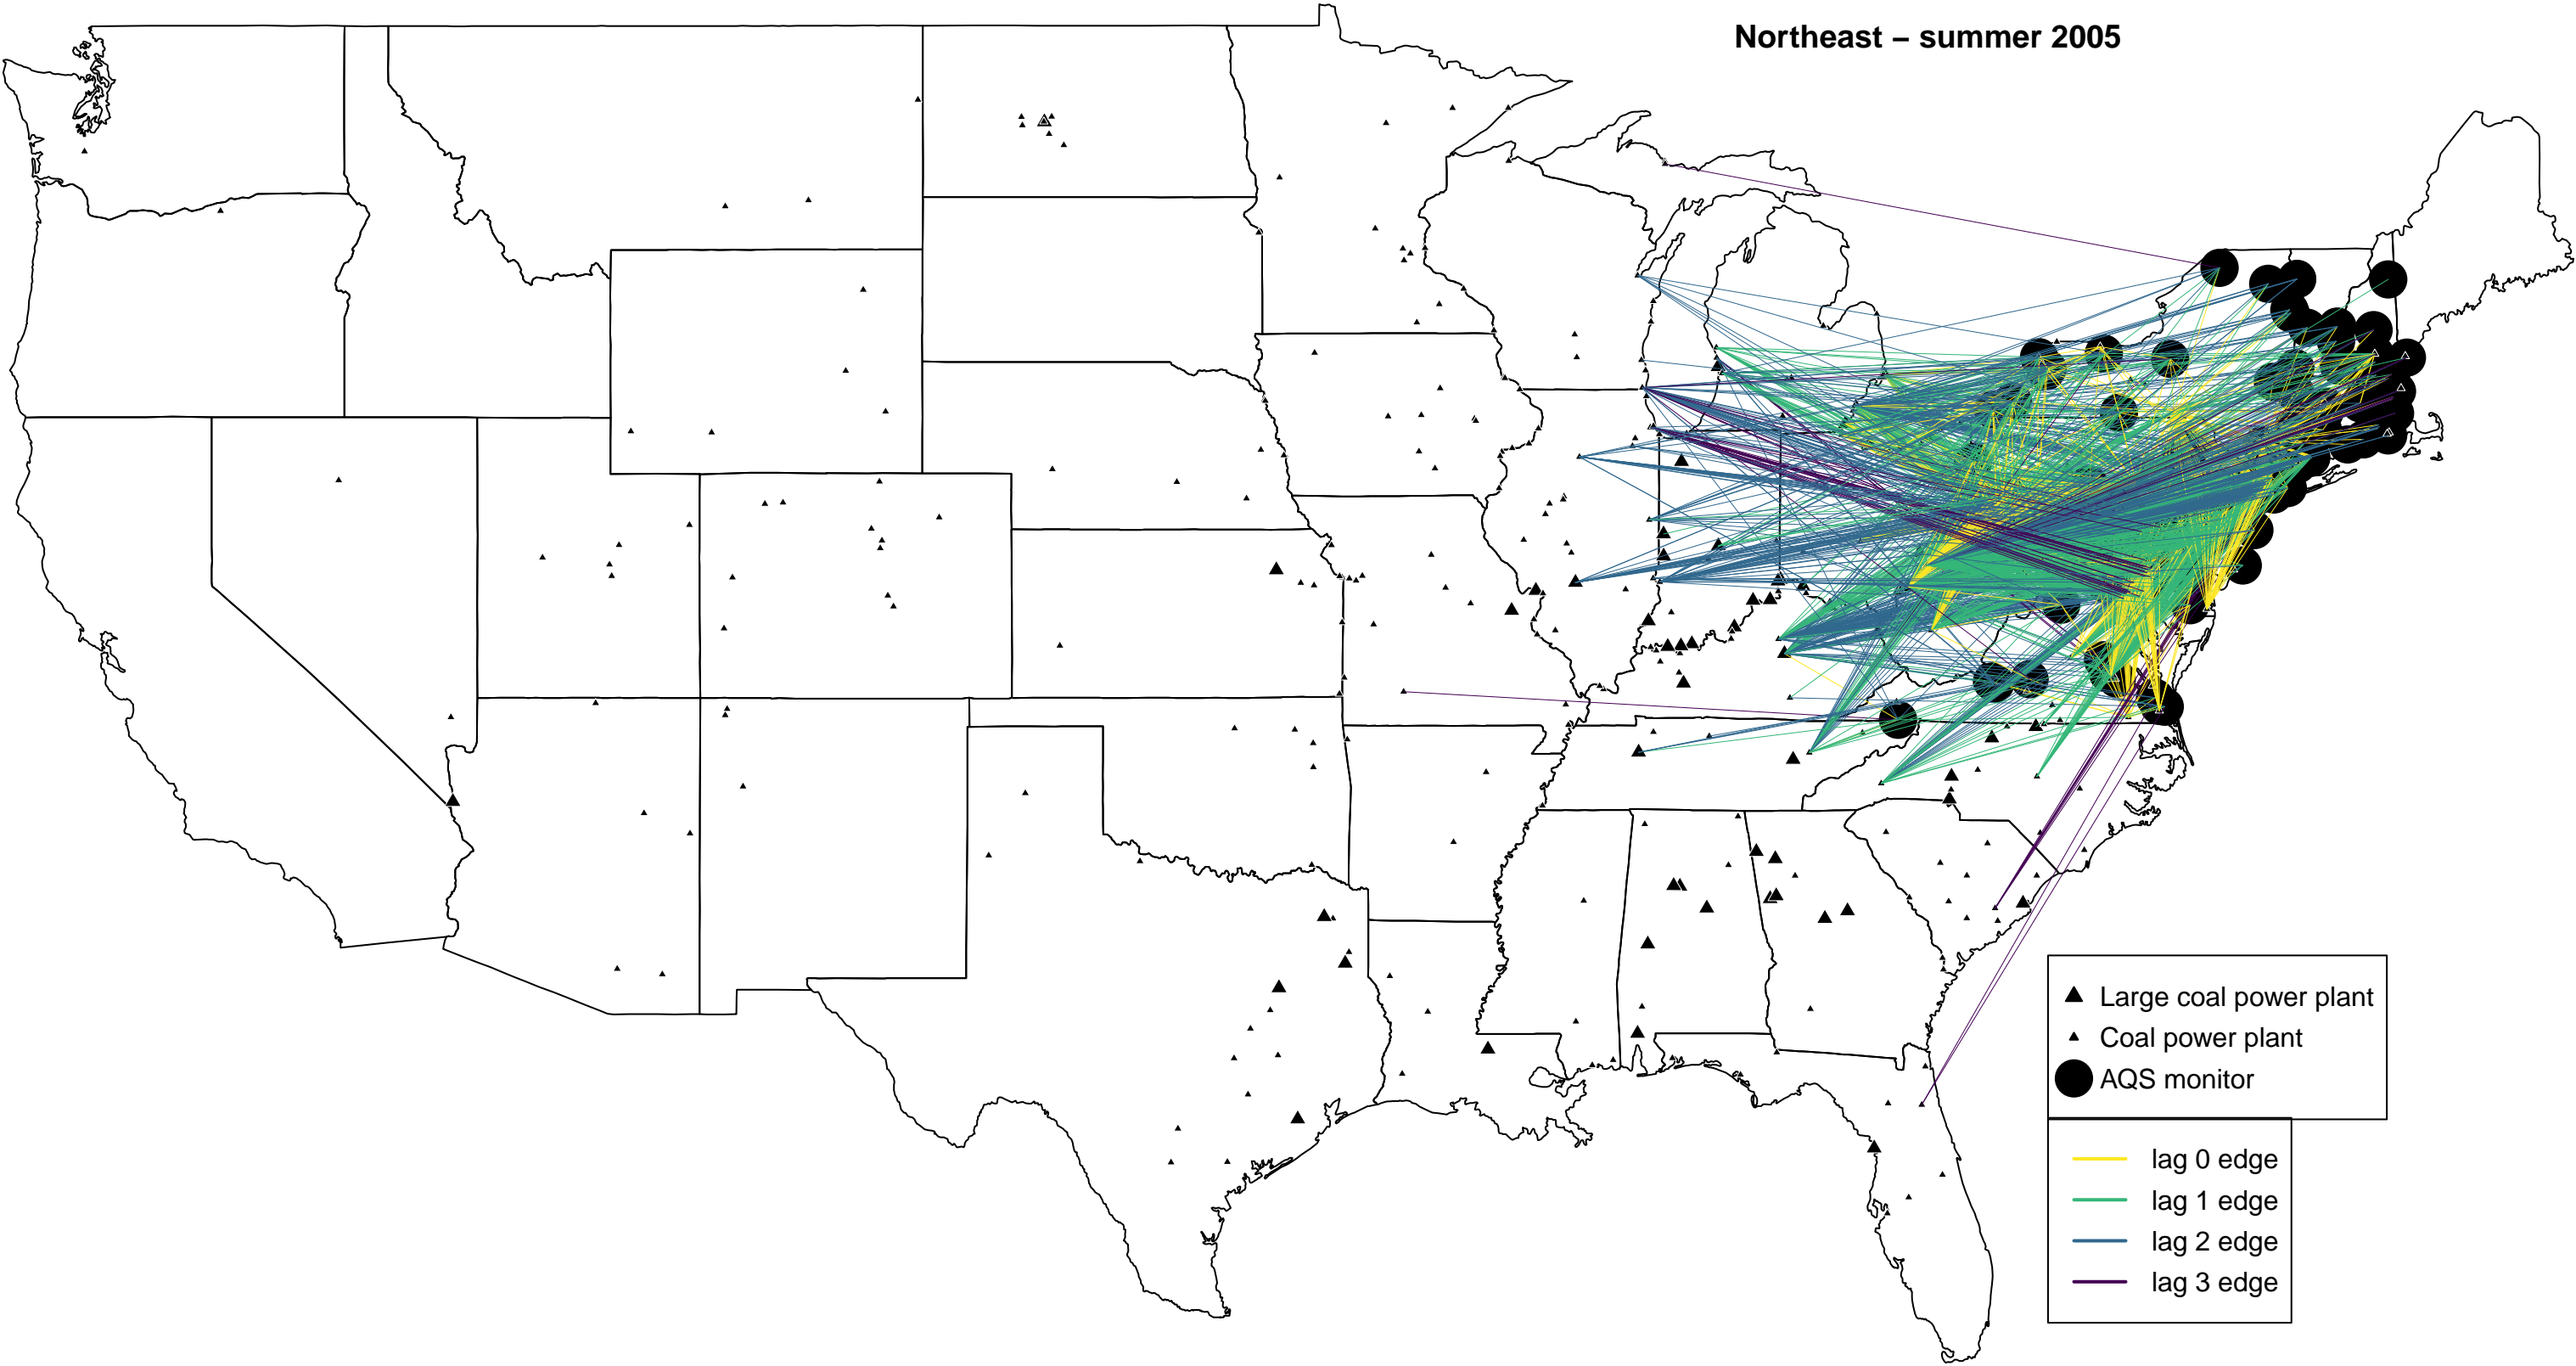 Northeast – summer 2005
Large coal power plant
Coal power plant
AQS monitor
lag 0 edge
lag 1 edge
lag 2 edge
lag 3 edge